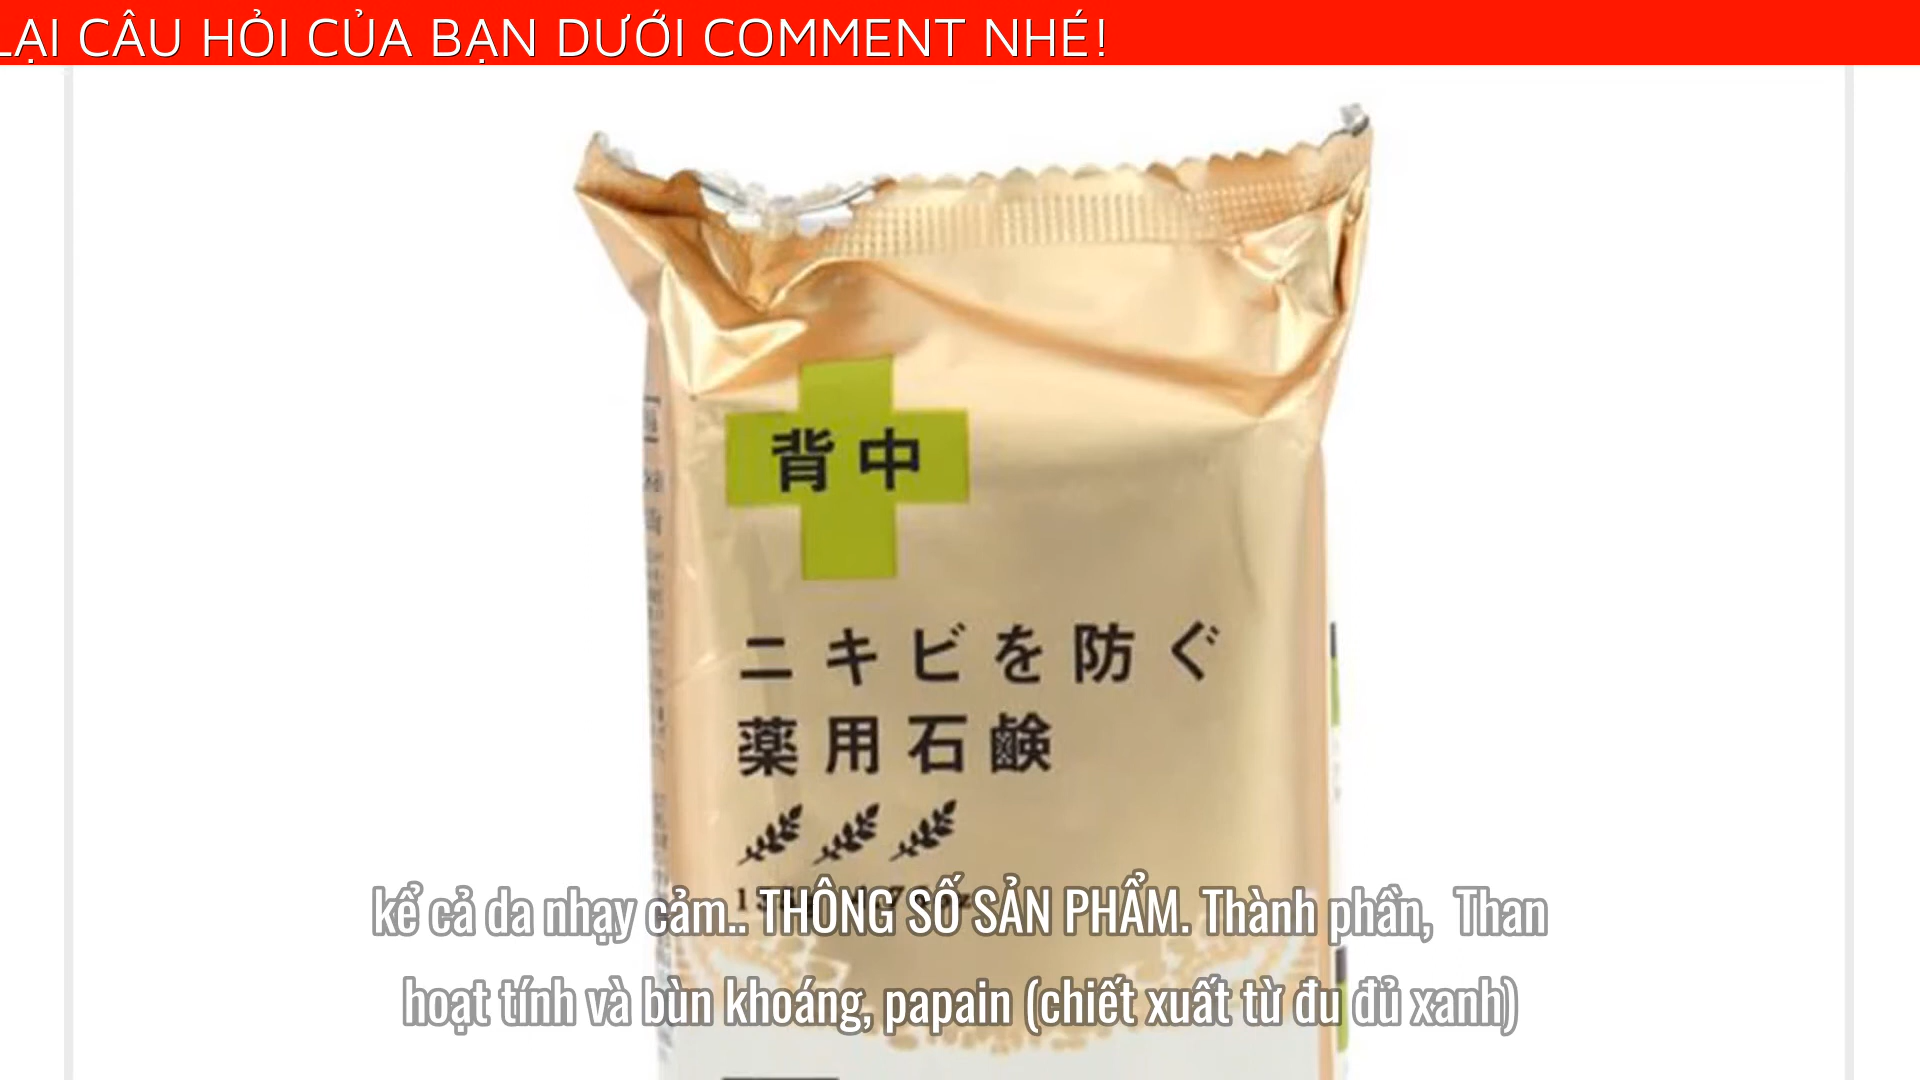 LẠI CÂU HỎI CỦA BẠN DƯỚI COMMENT NHÉ!
背中
ニキビを防ぐ
薬用石鹸
kể cả da nhạy cảm.. THÔNG SỐ SẢN PHẨM. Thành phần, Than
hoạt tính và bùn khoáng, papain (chiết xuất từ đu đủ xanh)